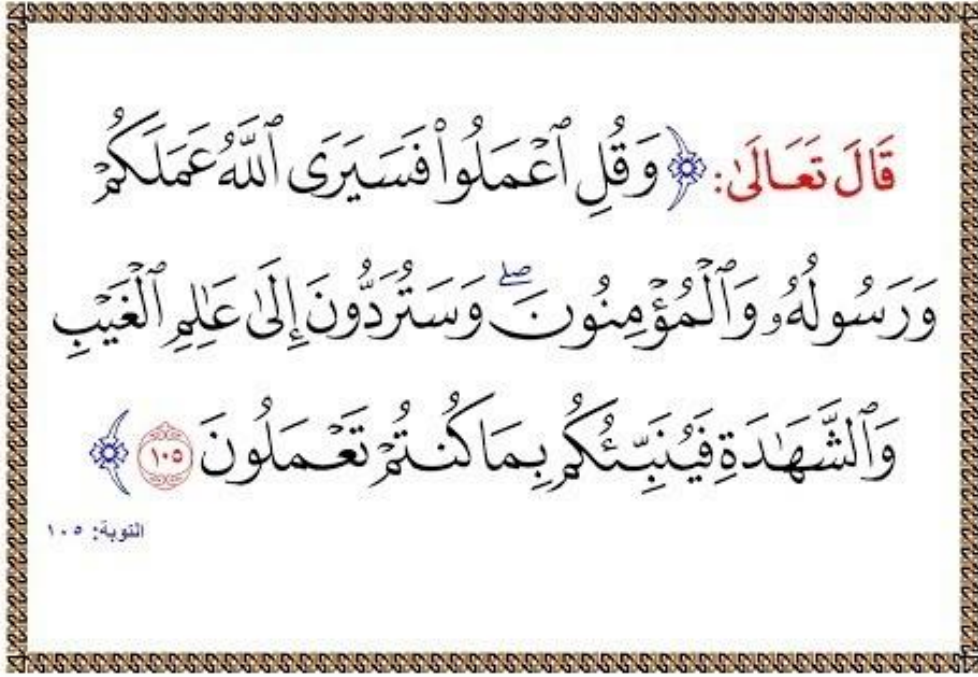 قَالَ تَعَالَىٰ: ﴿ وَقُلِ ٱعۡمَلُواْ فَسَيَرَى ٱللَّهُ عَمَلَكُمۡ
وَرَسُولُهُۥ وَٱلۡمُؤۡمِنُونَۖ وَسَتُرَدُّونَ إِلَىٰ عَٰلِمِ ٱلۡغَيۡبِ
وَٱلشَّهَٰدَةِ فَيُنَبِّئُكُم بِمَا كُنتُمۡ تَعۡمَلُونَ ١٠٥ ﴾
التوبة: ١٠٥